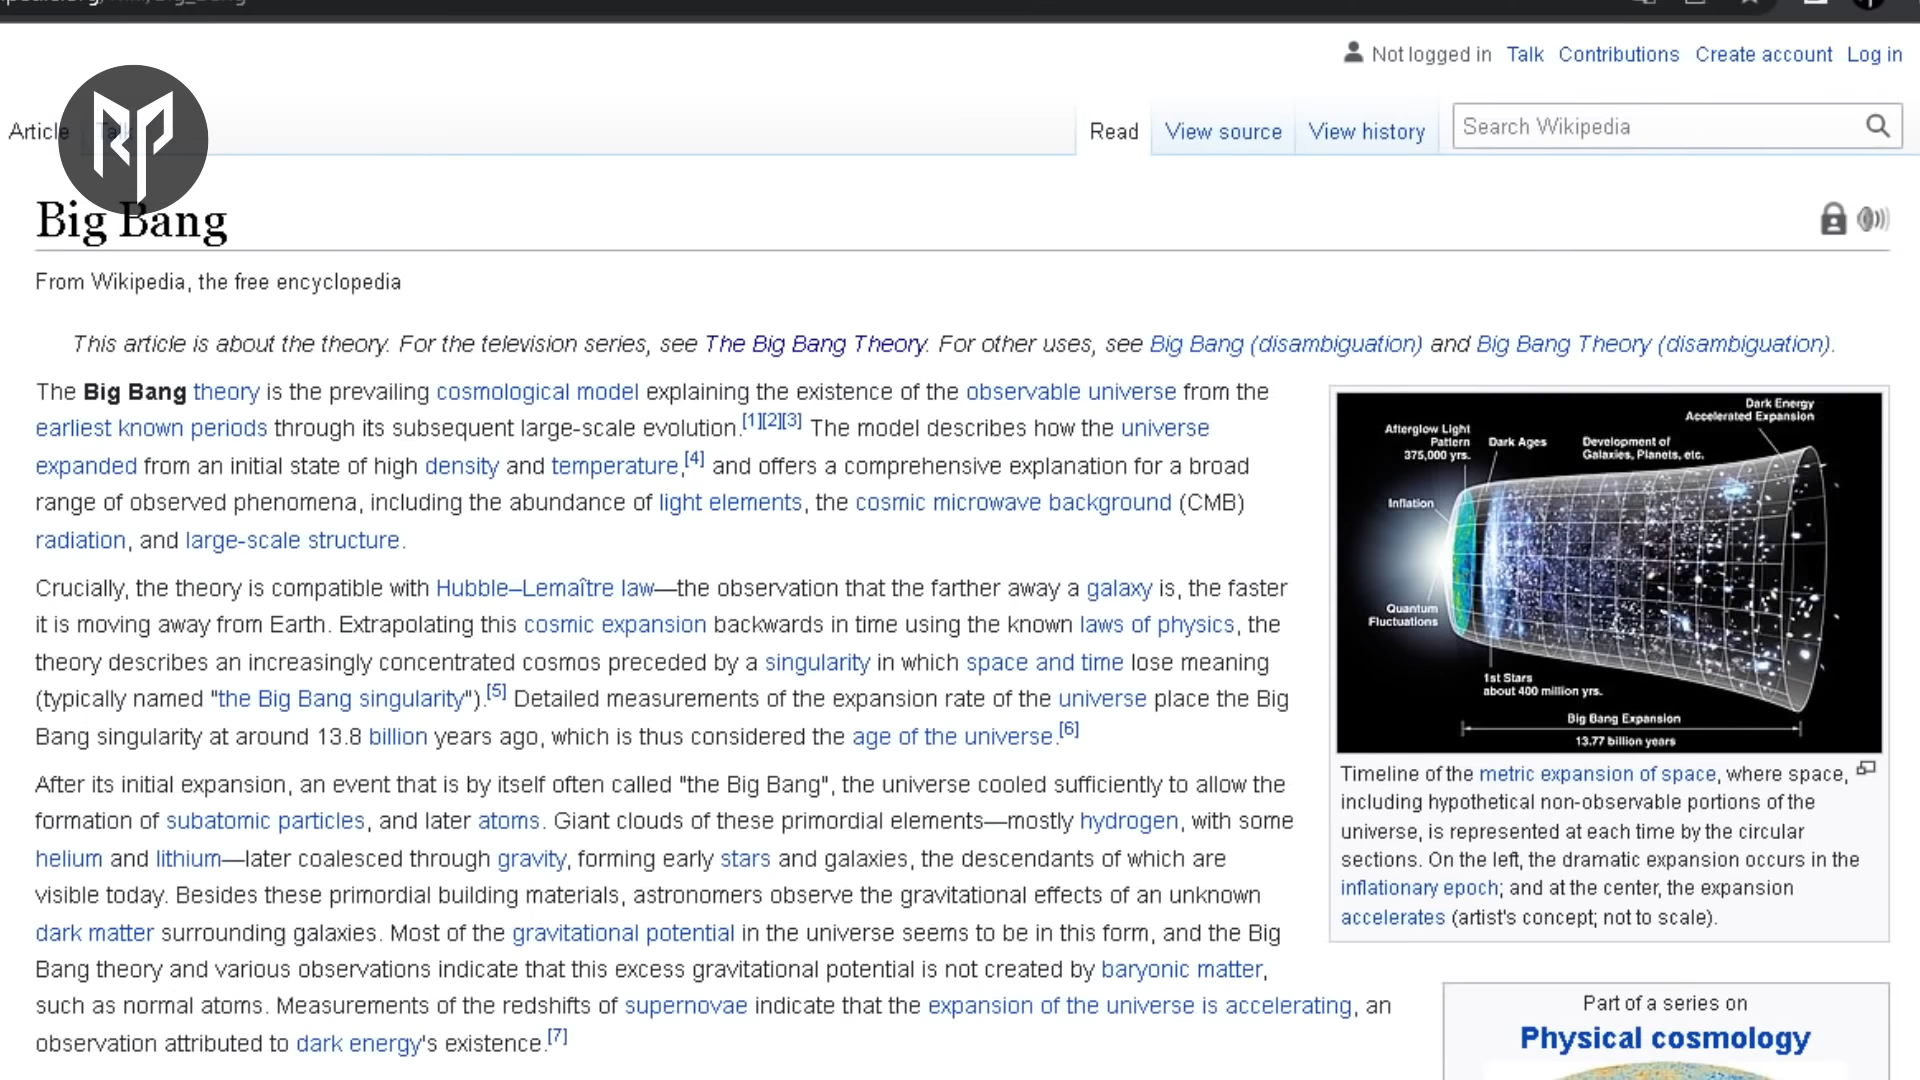 Not logged in Talk Contributions Create account Log in
Article
Read View source View history Search Wikipedia
RP
Big Bang
From Wikipedia, the free encyclopedia
This article is about the theory. For the television series, see The Big Bang Theory. For other uses, see Big Bang (disambiguation) and Big Bang Theory (disambiguation).
The Big Bang theory is the prevailing cosmological model explaining the existence of the observable universe from the
earliest known periods through its subsequent large-scale evolution.[1][2][3] The model describes how the universe
expanded from an initial state of high density and temperature,[4] and offers a comprehensive explanation for a broad
range of observed phenomena, including the abundance of light elements, the cosmic microwave background (CMB)
radiation, and large-scale structure.
Crucially, the theory is compatible with Hubble–Lemaître law—the observation that the farther away a galaxy is, the faster
it is moving away from Earth. Extrapolating this cosmic expansion backwards in time using the known laws of physics, the
theory describes an increasingly concentrated cosmos preceded by a singularity in which space and time lose meaning
(typically named "the Big Bang singularity").[5] Detailed measurements of the expansion rate of the universe place the Big
Bang singularity at around 13.8 billion years ago, which is thus considered the age of the universe.[6]
After its initial expansion, an event that is by itself often called "the Big Bang", the universe cooled sufficiently to allow the
formation of subatomic particles, and later atoms. Giant clouds of these primordial elements—mostly hydrogen, with some
helium and lithium—later coalesced through gravity, forming early stars and galaxies, the descendants of which are
visible today. Besides these primordial building materials, astronomers observe the gravitational effects of an unknown
dark matter surrounding galaxies. Most of the gravitational potential in the universe seems to be in this form, and the Big
Bang theory and various observations indicate that this excess gravitational potential is not created by baryonic matter,
such as normal atoms. Measurements of the redshifts of supernovae indicate that the expansion of the universe is accelerating, an
observation attributed to dark energy's existence.[7]
Dark Energy
Accelerated Expansion
Afterglow Light
Pattern
375,000 yrs.
Dark Ages
Development of
Galaxies, Planets, etc.
Inflation
Quantum
Fluctuations
1st Stars
about 400 million yrs.
Big Bang Expansion
13.77 billion years
Timeline of the metric expansion of space, where space,
including hypothetical non-observable portions of the
universe, is represented at each time by the circular
sections. On the left, the dramatic expansion occurs in the
inflationary epoch; and at the center, the expansion
accelerates (artist's concept; not to scale).
Part of a series on
Physical cosmology